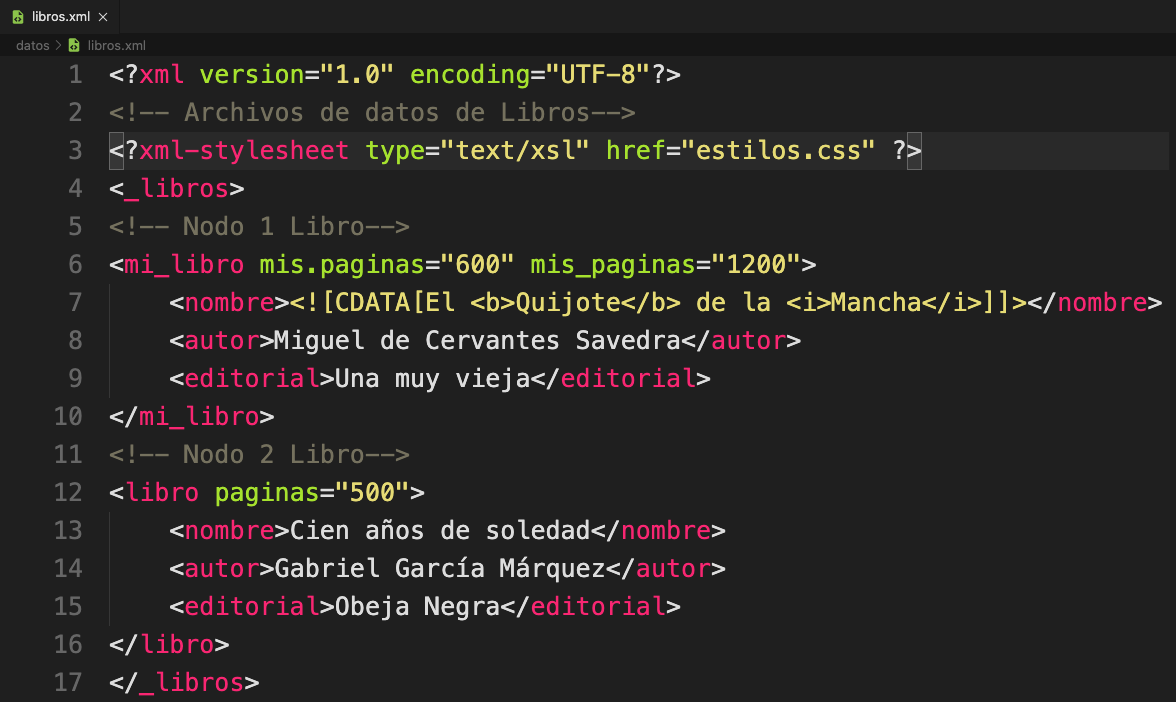 libros.xml ×
datos > libros.xml
1 <?xml version="1.0" encoding="UTF-8"?>
2 <!-- Archivos de datos de Libros-->
3 <?xml-stylesheet type="text/xsl" href="estilos.css" ?>
4 <_libros>
5 <!-- Nodo 1 Libro-->
6 <mi_libro mis.paginas="600" mis_paginas="1200">
7     <nombre><![CDATA[El <b>Quijote</b> de la <i>Mancha</i>]]></nombre>
8     <autor>Miguel de Cervantes Savedra</autor>
9     <editorial>Una muy vieja</editorial>
10 </mi_libro>
11 <!-- Nodo 2 Libro-->
12 <libro paginas="500">
13     <nombre>Cien años de soledad</nombre>
14     <autor>Gabriel García Márquez</autor>
15     <editorial>Obeja Negra</editorial>
16 </libro>
17 </_libros>